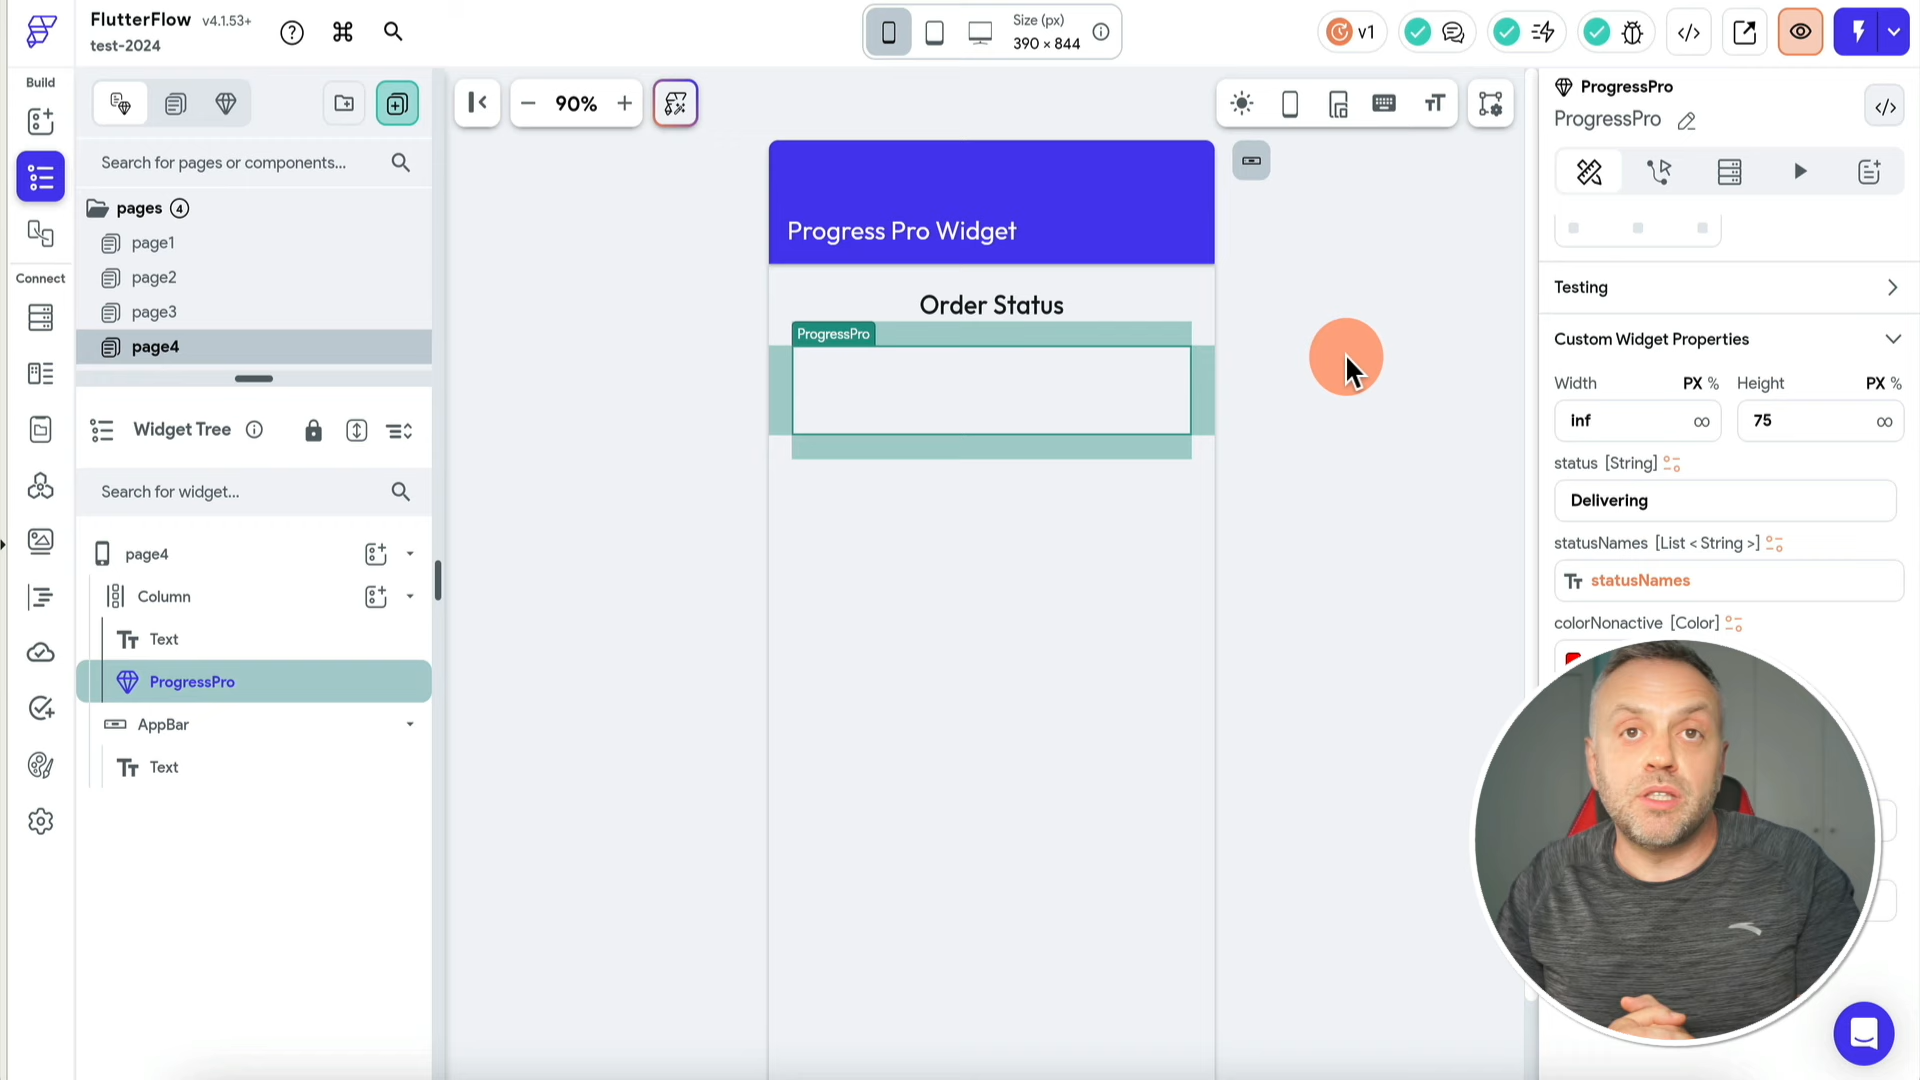 FlutterFlow v4.1.53+
test-2024
Size (px)
390 × 844
v1
Build
Connect
Search for pages or components...
pages 4
page1
page2
page3
page4
Widget Tree
Search for widget...
page4
Column
Text
ProgressPro
AppBar
Text
90%
Progress Pro Widget
Order Status
ProgressPro
ProgressPro
ProgressPro
Testing
Custom Widget Properties
Width PX % Height PX %
inf ∞ 75 ∞
status [String]
Delivering
statusNames [List < String >]
Tт statusNames
colorNonactive [Color]